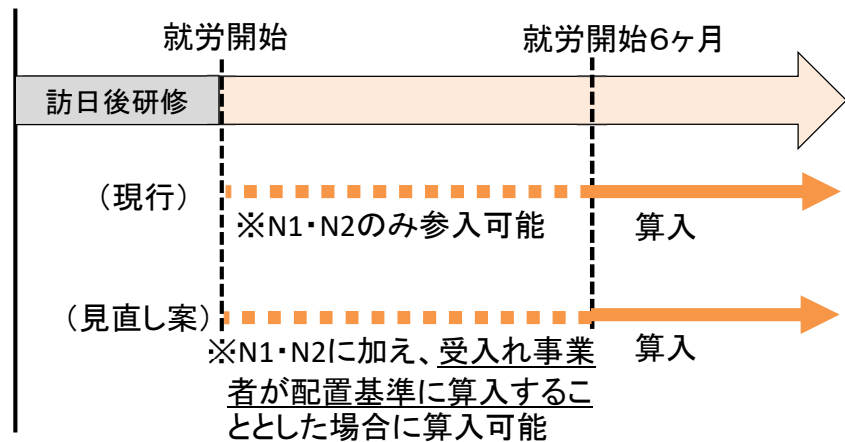 就労開始
就労開始6ヶ月
訪日後研修
（現行）
※N1・N2のみ参入可能
算入
（見直し案）
※N1・N2に加え、受入れ事業
者が配置基準に算入するこ
ととした場合に算入可能
算入